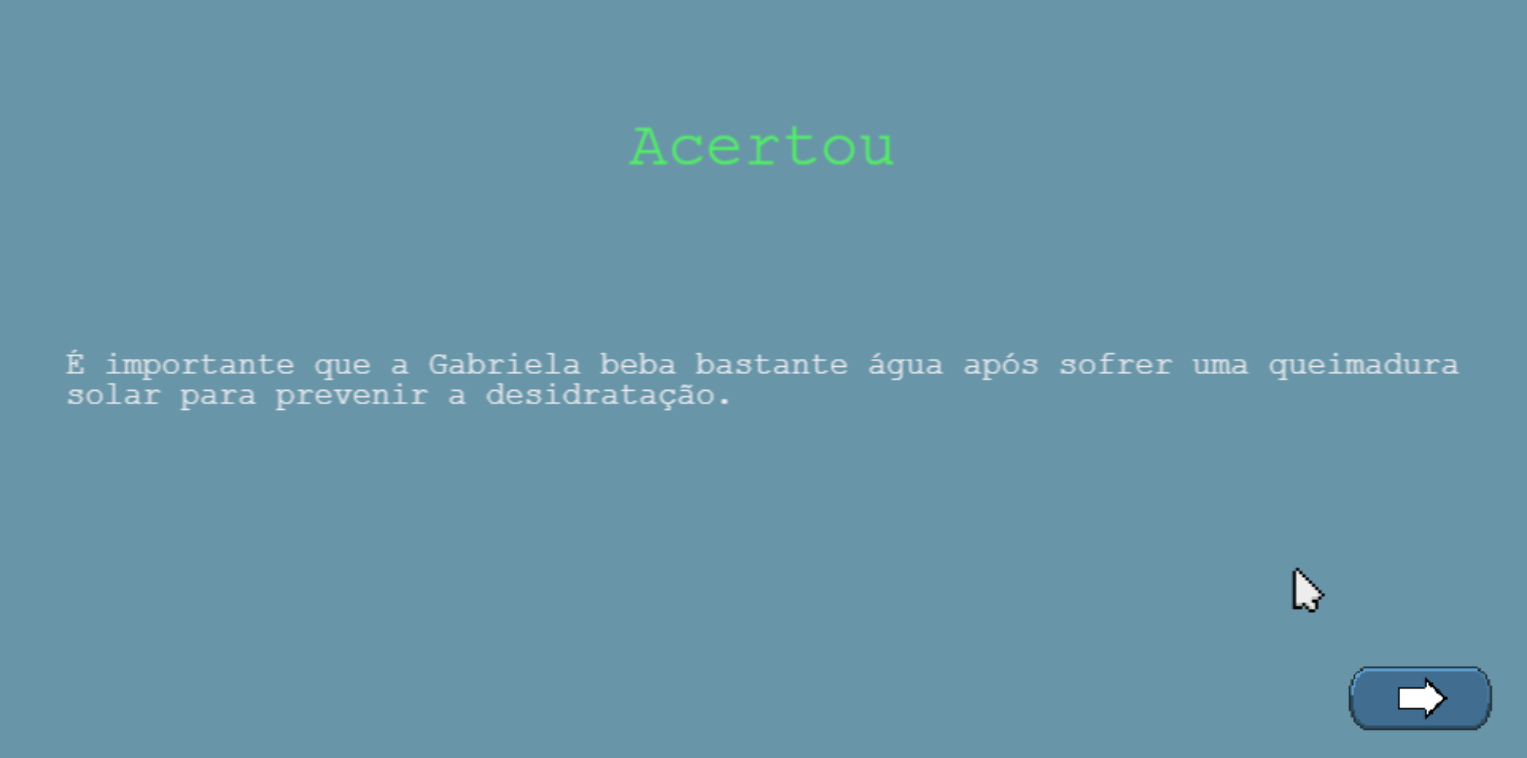 Acertou
É importante que a Gabriela beba bastante água após sofrer uma queimadura
solar para prevenir a desidratação.